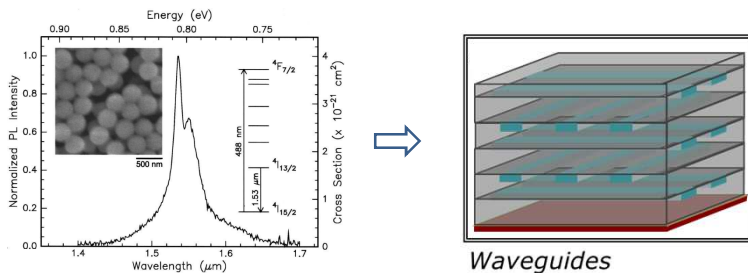 Energy (eV)
0.90 0.85 0.80 0.75
Normalized PL Intensity
1.0
0.8
0.6
0.4
0.2
0.0
500 nm
⁴F₇/₂
488 nm
⁴I₁₃/₂
1.53 μm
⁴I₁₅/₂
4
3
2
1
0
Cross Section (x 10⁻²¹ cm²)
1.4 1.5 1.6 1.7
Wavelength (μm)
Waveguides